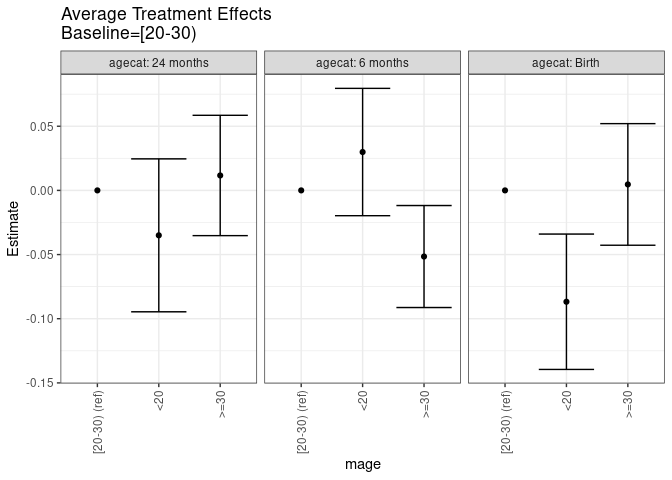 Average Treatment Effects
Baseline=[20-30)
agecat: 24 months
agecat: 6 months
agecat: Birth
Estimate
0.05
0.00
-0.05
-0.10
-0.15
[20-30) (ref)
<20
>=30
[20-30) (ref)
<20
>=30
[20-30) (ref)
<20
>=30
mage